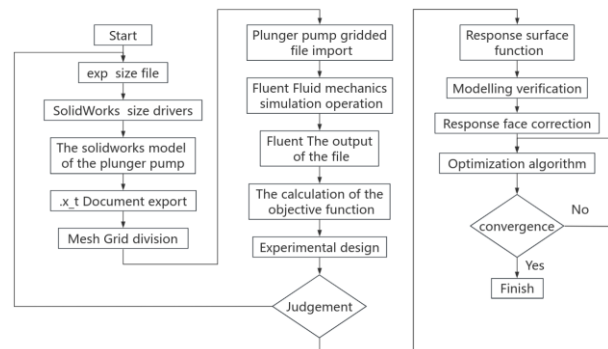 Start
exp size file
SolidWorks size drivers
The solidworks model
of the plunger pump
.x_t Document export
Mesh Grid division
Plunger pump gridded
file import
Fluent Fluid mechanics
simulation operation
Fluent The output
of the file
The calculation of the
objective function
Experimental design
Judgement
Response surface
function
Modelling verification
Response face correction
Optimization algorithm
convergence
No
Yes
Finish